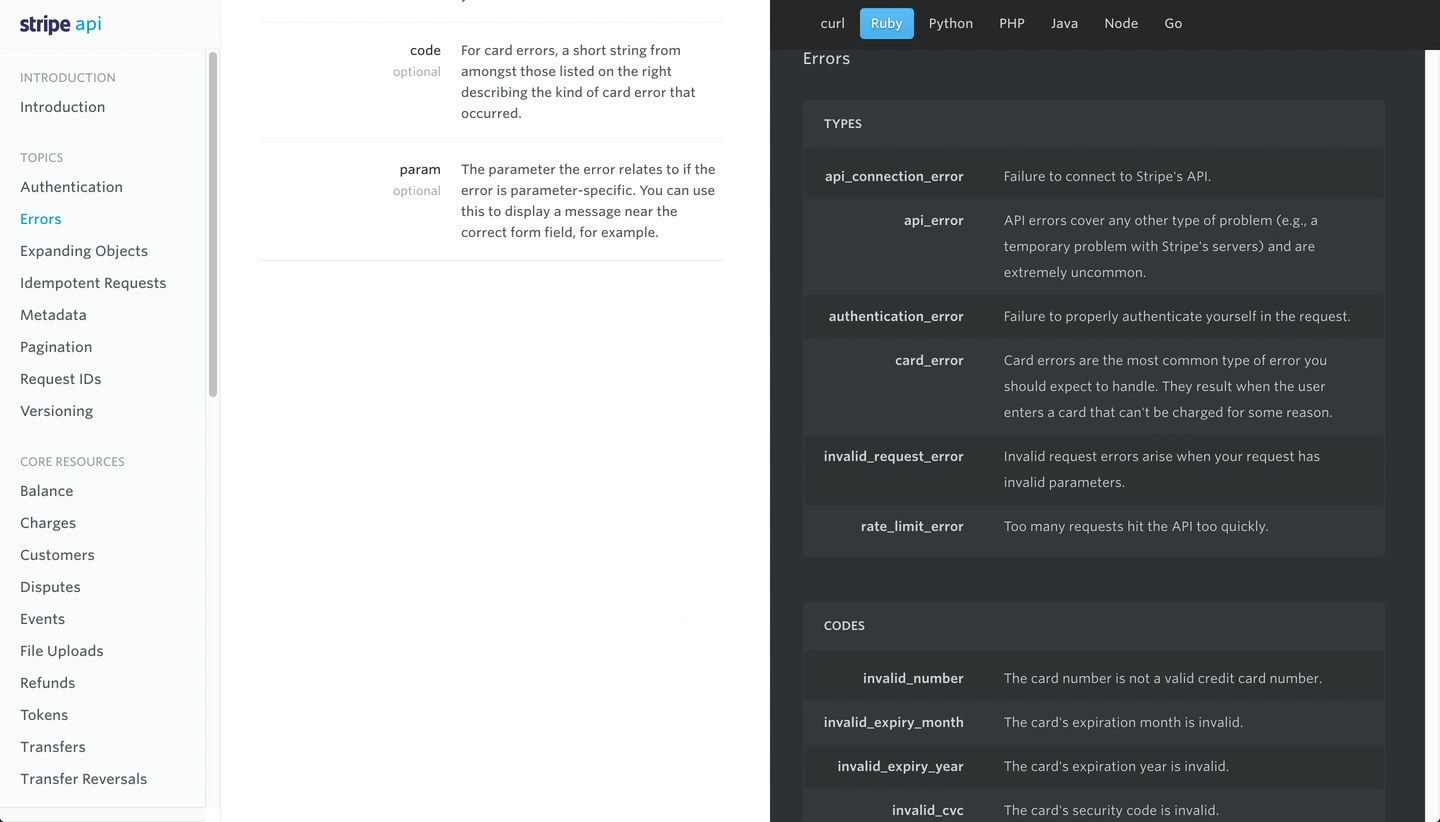 stripe api
INTRODUCTION
Introduction
TOPICS
Authentication
Errors
Expanding Objects
Idempotent Requests
Metadata
Pagination
Request IDs
Versioning
CORE RESOURCES
Balance
Charges
Customers
Disputes
Events
File Uploads
Refunds
Tokens
Transfers
Transfer Reversals
code
optional
For card errors, a short string from
amongst those listed on the right
describing the kind of card error that
occurred.
param
optional
The parameter the error relates to if the
error is parameter-specific. You can use
this to display a message near the
correct form field, for example.
curl Ruby Python PHP Java Node Go
Errors
TYPES
api_connection_error Failure to connect to Stripe's API.
api_error API errors cover any other type of problem (e.g., a
temporary problem with Stripe's servers) and are
extremely uncommon.
authentication_error Failure to properly authenticate yourself in the request.
card_error Card errors are the most common type of error you
should expect to handle. They result when the user
enters a card that can't be charged for some reason.
invalid_request_error Invalid request errors arise when your request has
invalid parameters.
rate_limit_error Too many requests hit the API too quickly.
CODES
invalid_number The card number is not a valid credit card number.
invalid_expiry_month The card's expiration month is invalid.
invalid_expiry_year The card's expiration year is invalid.
invalid_cvc The card's security code is invalid.